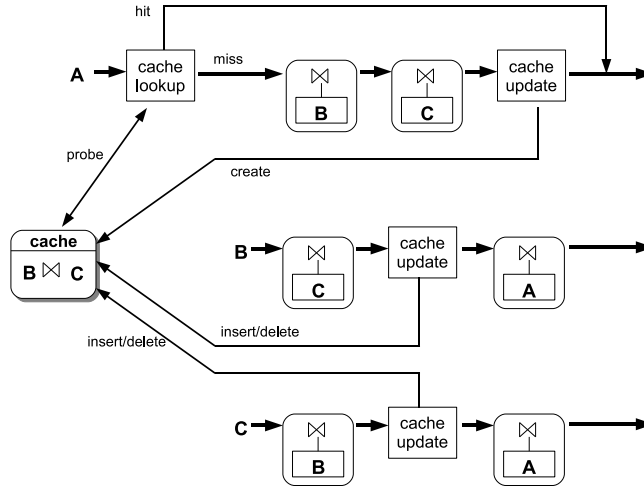 hit
A
cache
lookup
miss
⋈
B
⋈
C
cache
update
probe
create
cache
B ⋈ C
B
⋈
C
cache
update
⋈
A
insert/delete
insert/delete
C
⋈
B
cache
update
⋈
A